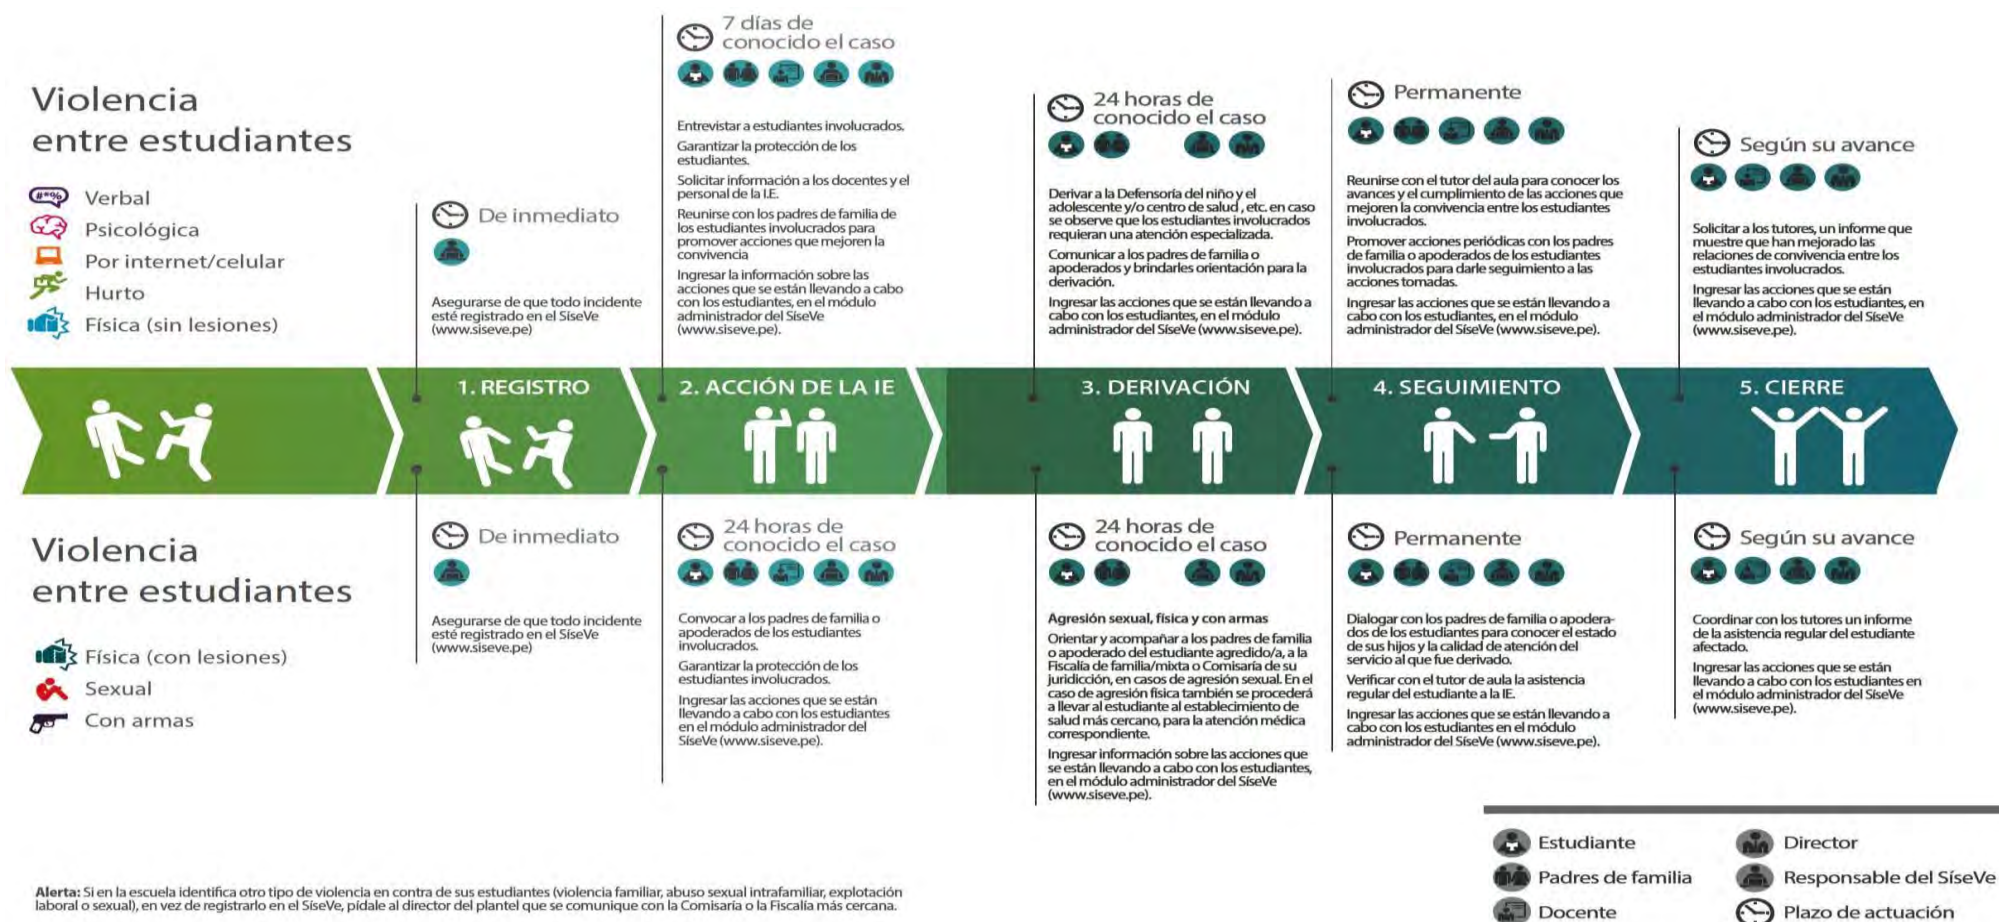 Violencia
entre estudiantes
#*®%
Verbal
Psicológica
Por internet/celular
Hurto
Física (sin lesiones)
De inmediato
Asegurarse de que todo incidente
esté registrado en el SíseVe
(www.siseve.pe)
7 días de
conocido el caso
Entrevistar a estudiantes involucrados.
Garantizar la protección de los
estudiantes.
Solicitar información a los docentes y el
personal de la I.E.
Reunirse con los padres de familia de
los estudiantes involucrados para
promover acciones que mejoren la
convivencia
Ingresar la información sobre las
acciones que se están llevando a cabo
con los estudiantes, en el módulo
administrador del SíseVe
(www.siseve.pe).
24 horas de
conocido el caso
Derivar a la Defensoría del niño y el
adolescente y/o centro de salud , etc. en caso
se observe que los estudiantes involucrados
requieran una atención especializada.
Comunicar a los padres de familia o
apoderados y brindarles orientación para la
derivación.
Ingresar las acciones que se están llevando a
cabo con los estudiantes, en el módulo
administrador del SíseVe (www.siseve.pe).
Permanente
Reunirse con el tutor del aula para conocer los
avances y el cumplimiento de las acciones que
mejoren la convivencia entre los estudiantes
involucrados.
Promover acciones periódicas con los padres
de familia o apoderados de los estudiantes
involucrados para darle seguimiento a las
acciones tomadas.
Ingresar las acciones que se están llevando a
cabo con los estudiantes, en el módulo
administrador del SíseVe (www.siseve.pe).
Según su avance
Solicitar a los tutores, un informe que
muestre que han mejorado las
relaciones de convivencia entre los
estudiantes involucrados.
Ingresar las acciones que se están
llevando a cabo con los estudiantes, en
el módulo administrador del SíseVe
(www.siseve.pe).
1. REGISTRO
2. ACCIÓN DE LA IE
3. DERIVACIÓN
4. SEGUIMIENTO
5. CIERRE
Violencia
entre estudiantes
Física (con lesiones)
Sexual
Con armas
De inmediato
Asegurarse de que todo incidente
esté registrado en el SíseVe
(www.siseve.pe)
24 horas de
conocido el caso
Convocar a los padres de familia o
apoderados de los estudiantes
involucrados.
Garantizar la protección de los
estudiantes involucrados.
Ingresar las acciones que se están
llevando a cabo con los estudiantes
en el módulo administrador del
SíseVe (www.siseve.pe).
24 horas de
conocido el caso
Agresión sexual, física y con armas
Orientar y acompañar a los padres de familia
o apoderado del estudiante agredido/a, a la
Fiscalía de familia/mixta o Comisaría de su
juridicción, en casos de agresión sexual. En el
caso de agresión física también se procederá
a llevar al estudiante al establecimiento de
salud más cercano, para la atención médica
correspondiente.
Ingresar información sobre las acciones que
se están llevando a cabo con los estudiantes,
en el módulo administrador del SíseVe
(www.siseve.pe).
Permanente
Dialogar con los padres de familia o apodera-
dos de los estudiantes para conocer el estado
de sus hijos y la calidad de atención del
servicio al que fue derivado.
Verificar con el tutor de aula la asistencia
regular del estudiante a la IE.
Ingresar las acciones que se están llevando a
cabo con los estudiantes en el módulo
administrador del SíseVe (www.siseve.pe).
Según su avance
Coordinar con los tutores un informe
de la asistencia regular del estudiante
afectado.
Ingresar las acciones que se están
llevando a cabo con los estudiantes en
el módulo administrador del SíseVe
(www.siseve.pe).
Estudiante
Padres de familia
Docente
Director
Responsable del SíseVe
Plazo de actuación
Alerta: Si en la escuela identifica otro tipo de violencia en contra de sus estudiantes (violencia familiar, abuso sexual intrafamiliar, explotación
laboral o sexual), en vez de registrarlo en el SíseVe, pídale al director del plantel que se comunique con la Comisaría o la Fiscalía más cercana.